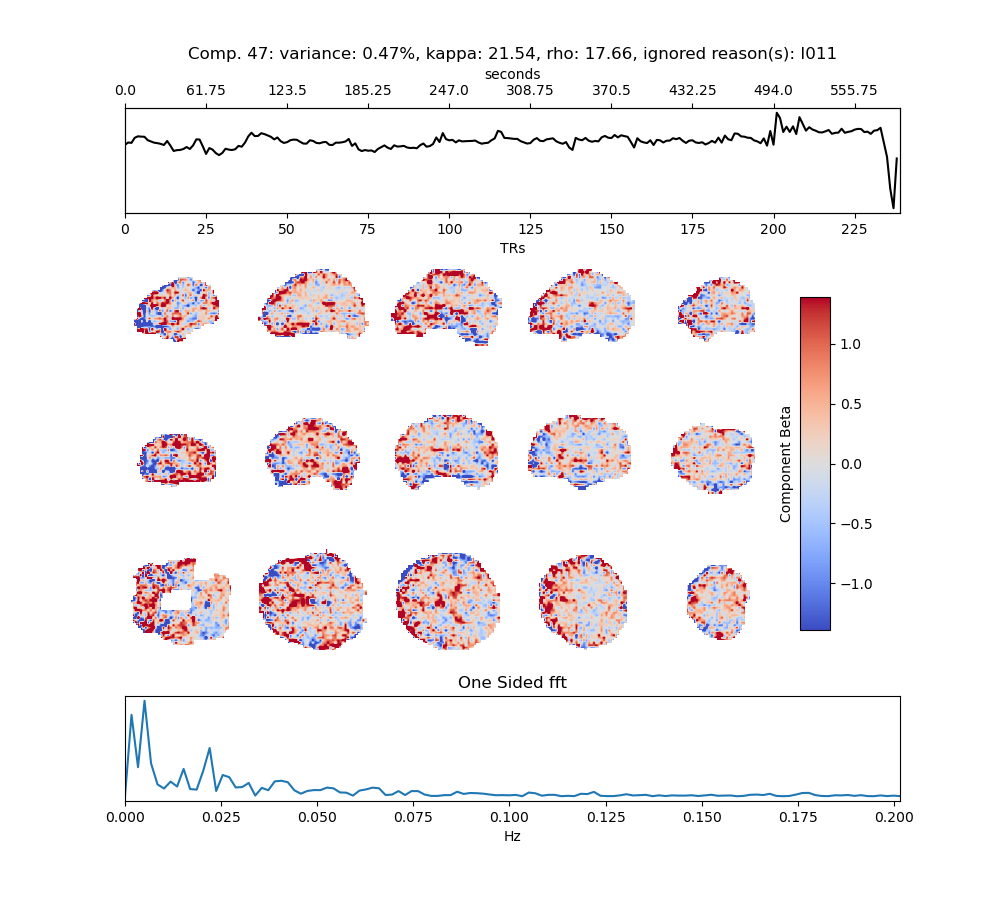 Comp. 47: variance: 0.47%, kappa: 21.54, rho: 17.66, ignored reason(s): I011
seconds
0.0 61.75 123.5 185.25 247.0 308.75 370.5 432.25 494.0 555.75
0 25 50 75 100 125 150 175 200 225
TRs
1.0
0.5
0.0
−0.5
−1.0
Component Beta
One Sided fft
0.000 0.025 0.050 0.075 0.100 0.125 0.150 0.175 0.200
Hz